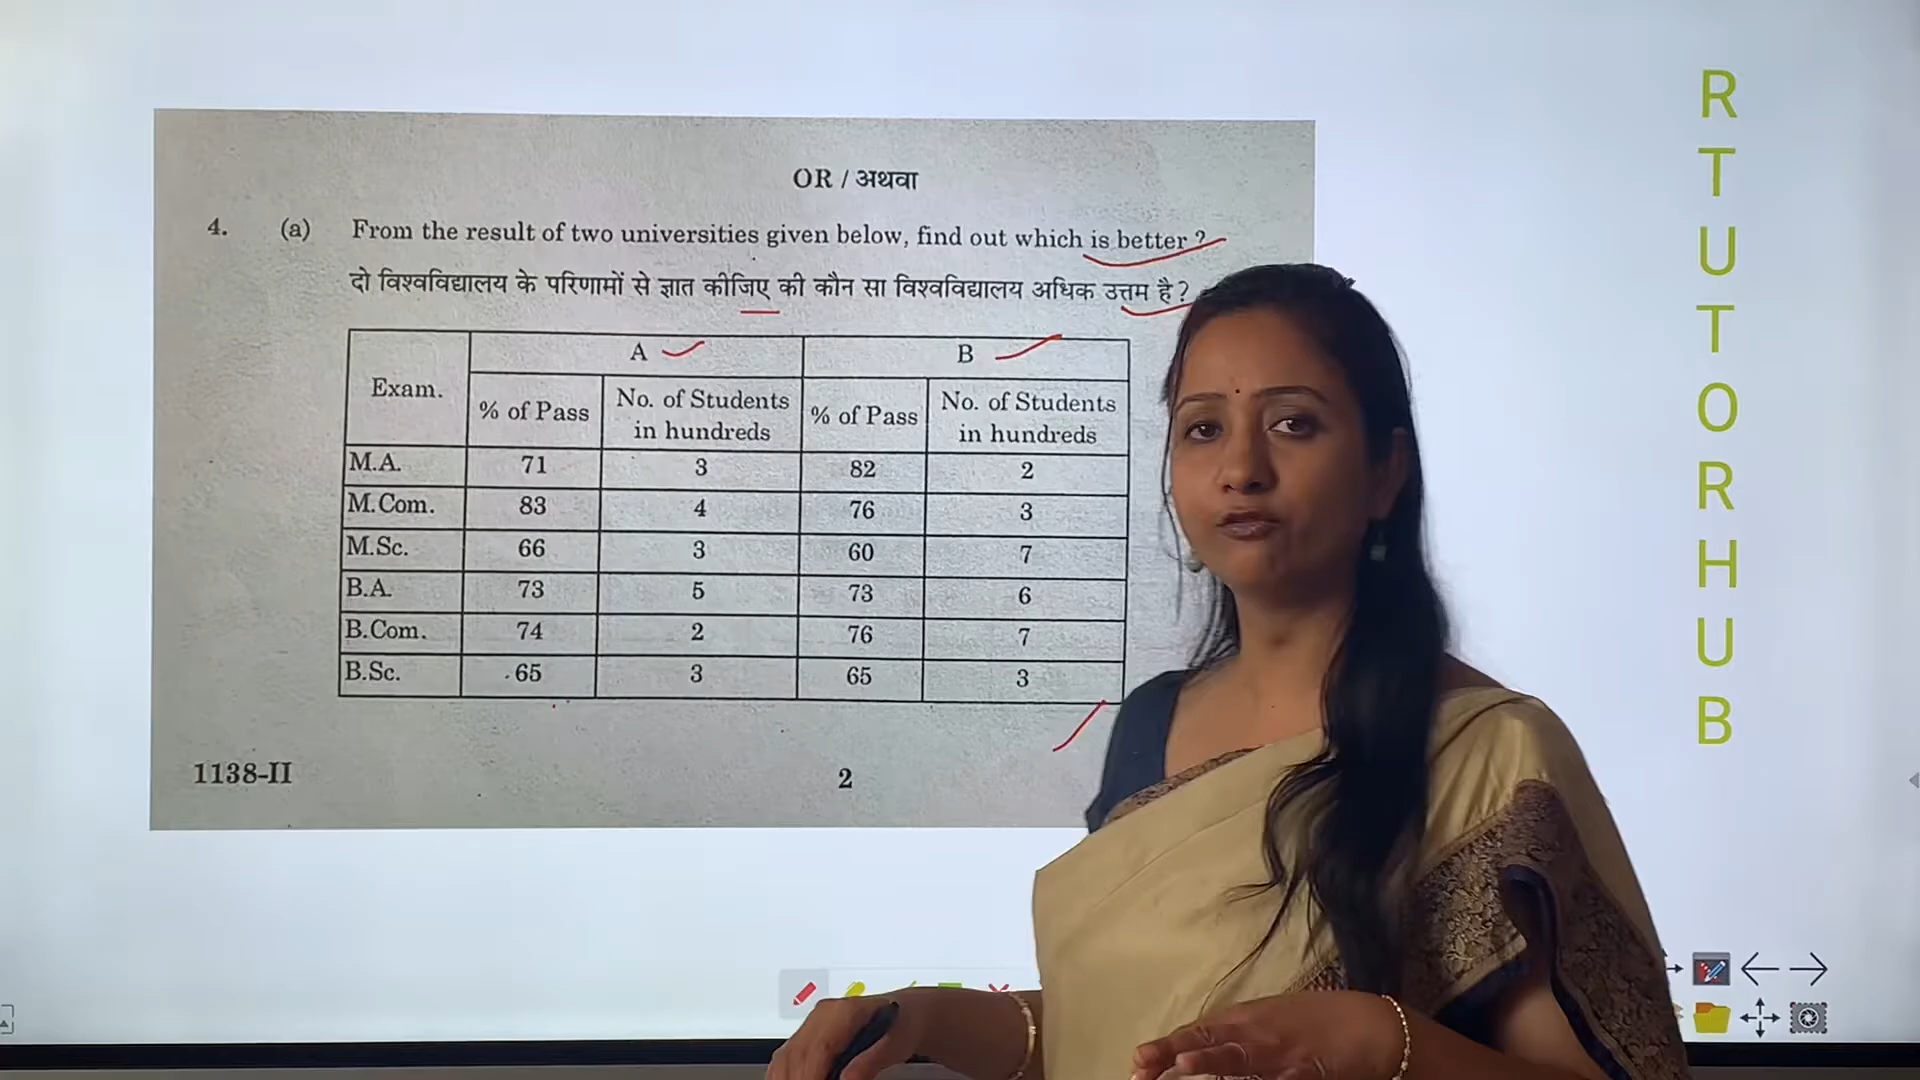 OR / अथवा
4. (a) From the result of two universities given below, find out which is better ?
दो विश्वविद्यालय के परिणामों से ज्ञात कीजिए की कौन सा विश्वविद्यालय अधिक उत्तम है ?
Exam. A B
% of Pass No. of Students in hundreds % of Pass No. of Students in hundreds
M.A. 71 3 82 2
M.Com. 83 4 76 3
M.Sc. 66 3 60 7
B.A. 73 5 73 6
B.Com. 74 2 76 7
B.Sc. 65 3 65 3
1138-II 2
RTUTORHUB